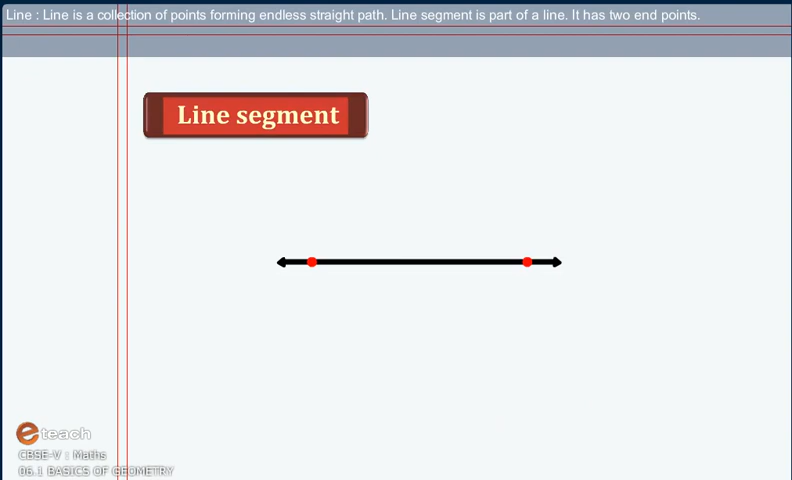 Line : Line is a collection of points forming endless straight path. Line segment is part of a line. It has two end points.
Line segment
e-teach
CBSE-V : Maths
06.1 BASICS OF GEOMETRY